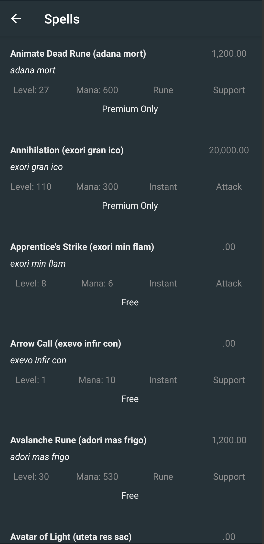 Spells
Animate Dead Rune (adana mort) 1,200.00
adana mort
Level: 27 Mana: 600 Rune Support
Premium Only
Annihilation (exori gran ico) 20,000.00
exori gran ico
Level: 110 Mana: 300 Instant Attack
Premium Only
Apprentice's Strike (exori min flam) .00
exori min flam
Level: 8 Mana: 6 Instant Attack
Free
Arrow Call (exevo infir con) .00
exevo infir con
Level: 1 Mana: 10 Instant Support
Free
Avalanche Rune (adori mas frigo) 1,200.00
adori mas frigo
Level: 30 Mana: 530 Rune Support
Free
Avatar of Light (uteta res sac) .00